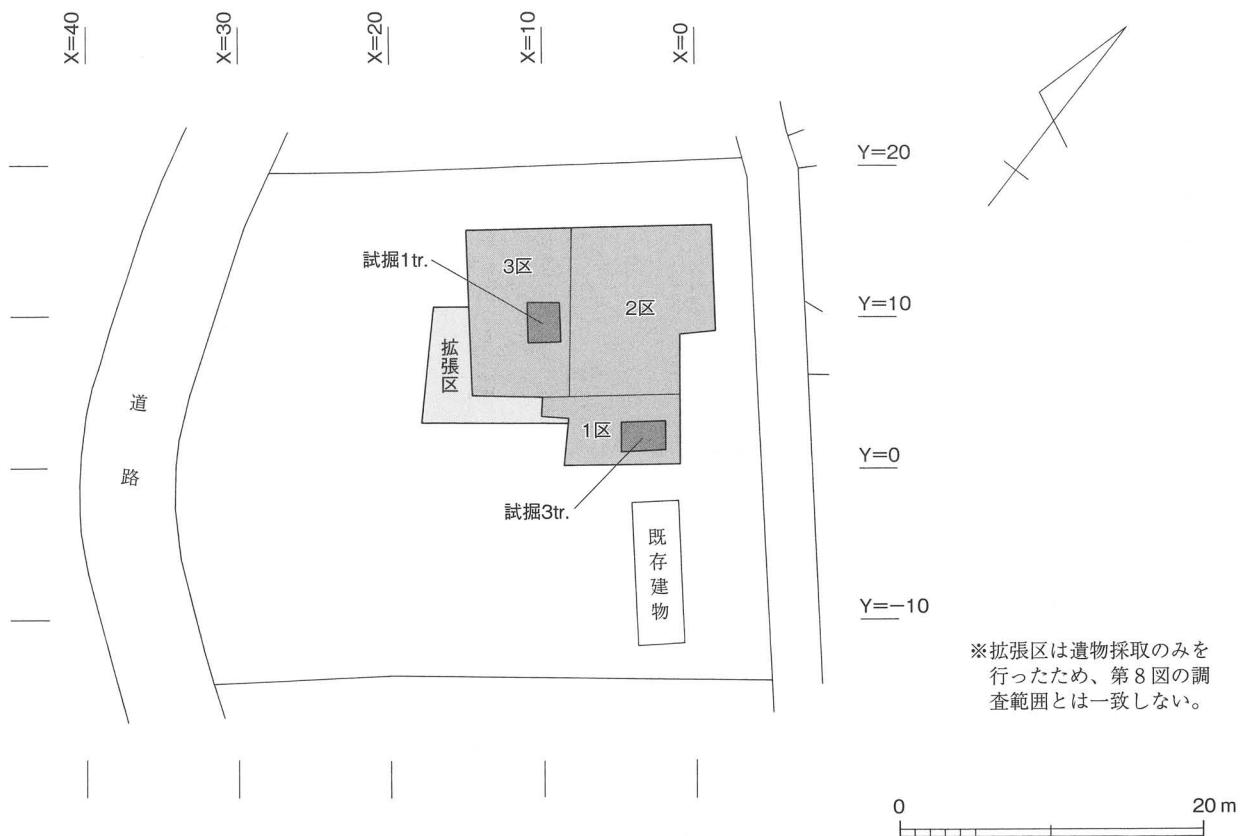 X=40
X=30
X=20
X=10
X=0
Y=20
試掘1tr.
3区
2区
Y=10
拡張区
道路
1区
Y=0
試掘3tr.
既存建物
Y=-10
※拡張区は遺物採取のみを
行ったため、第8図の調
査範囲とは一致しない。
0
20 m